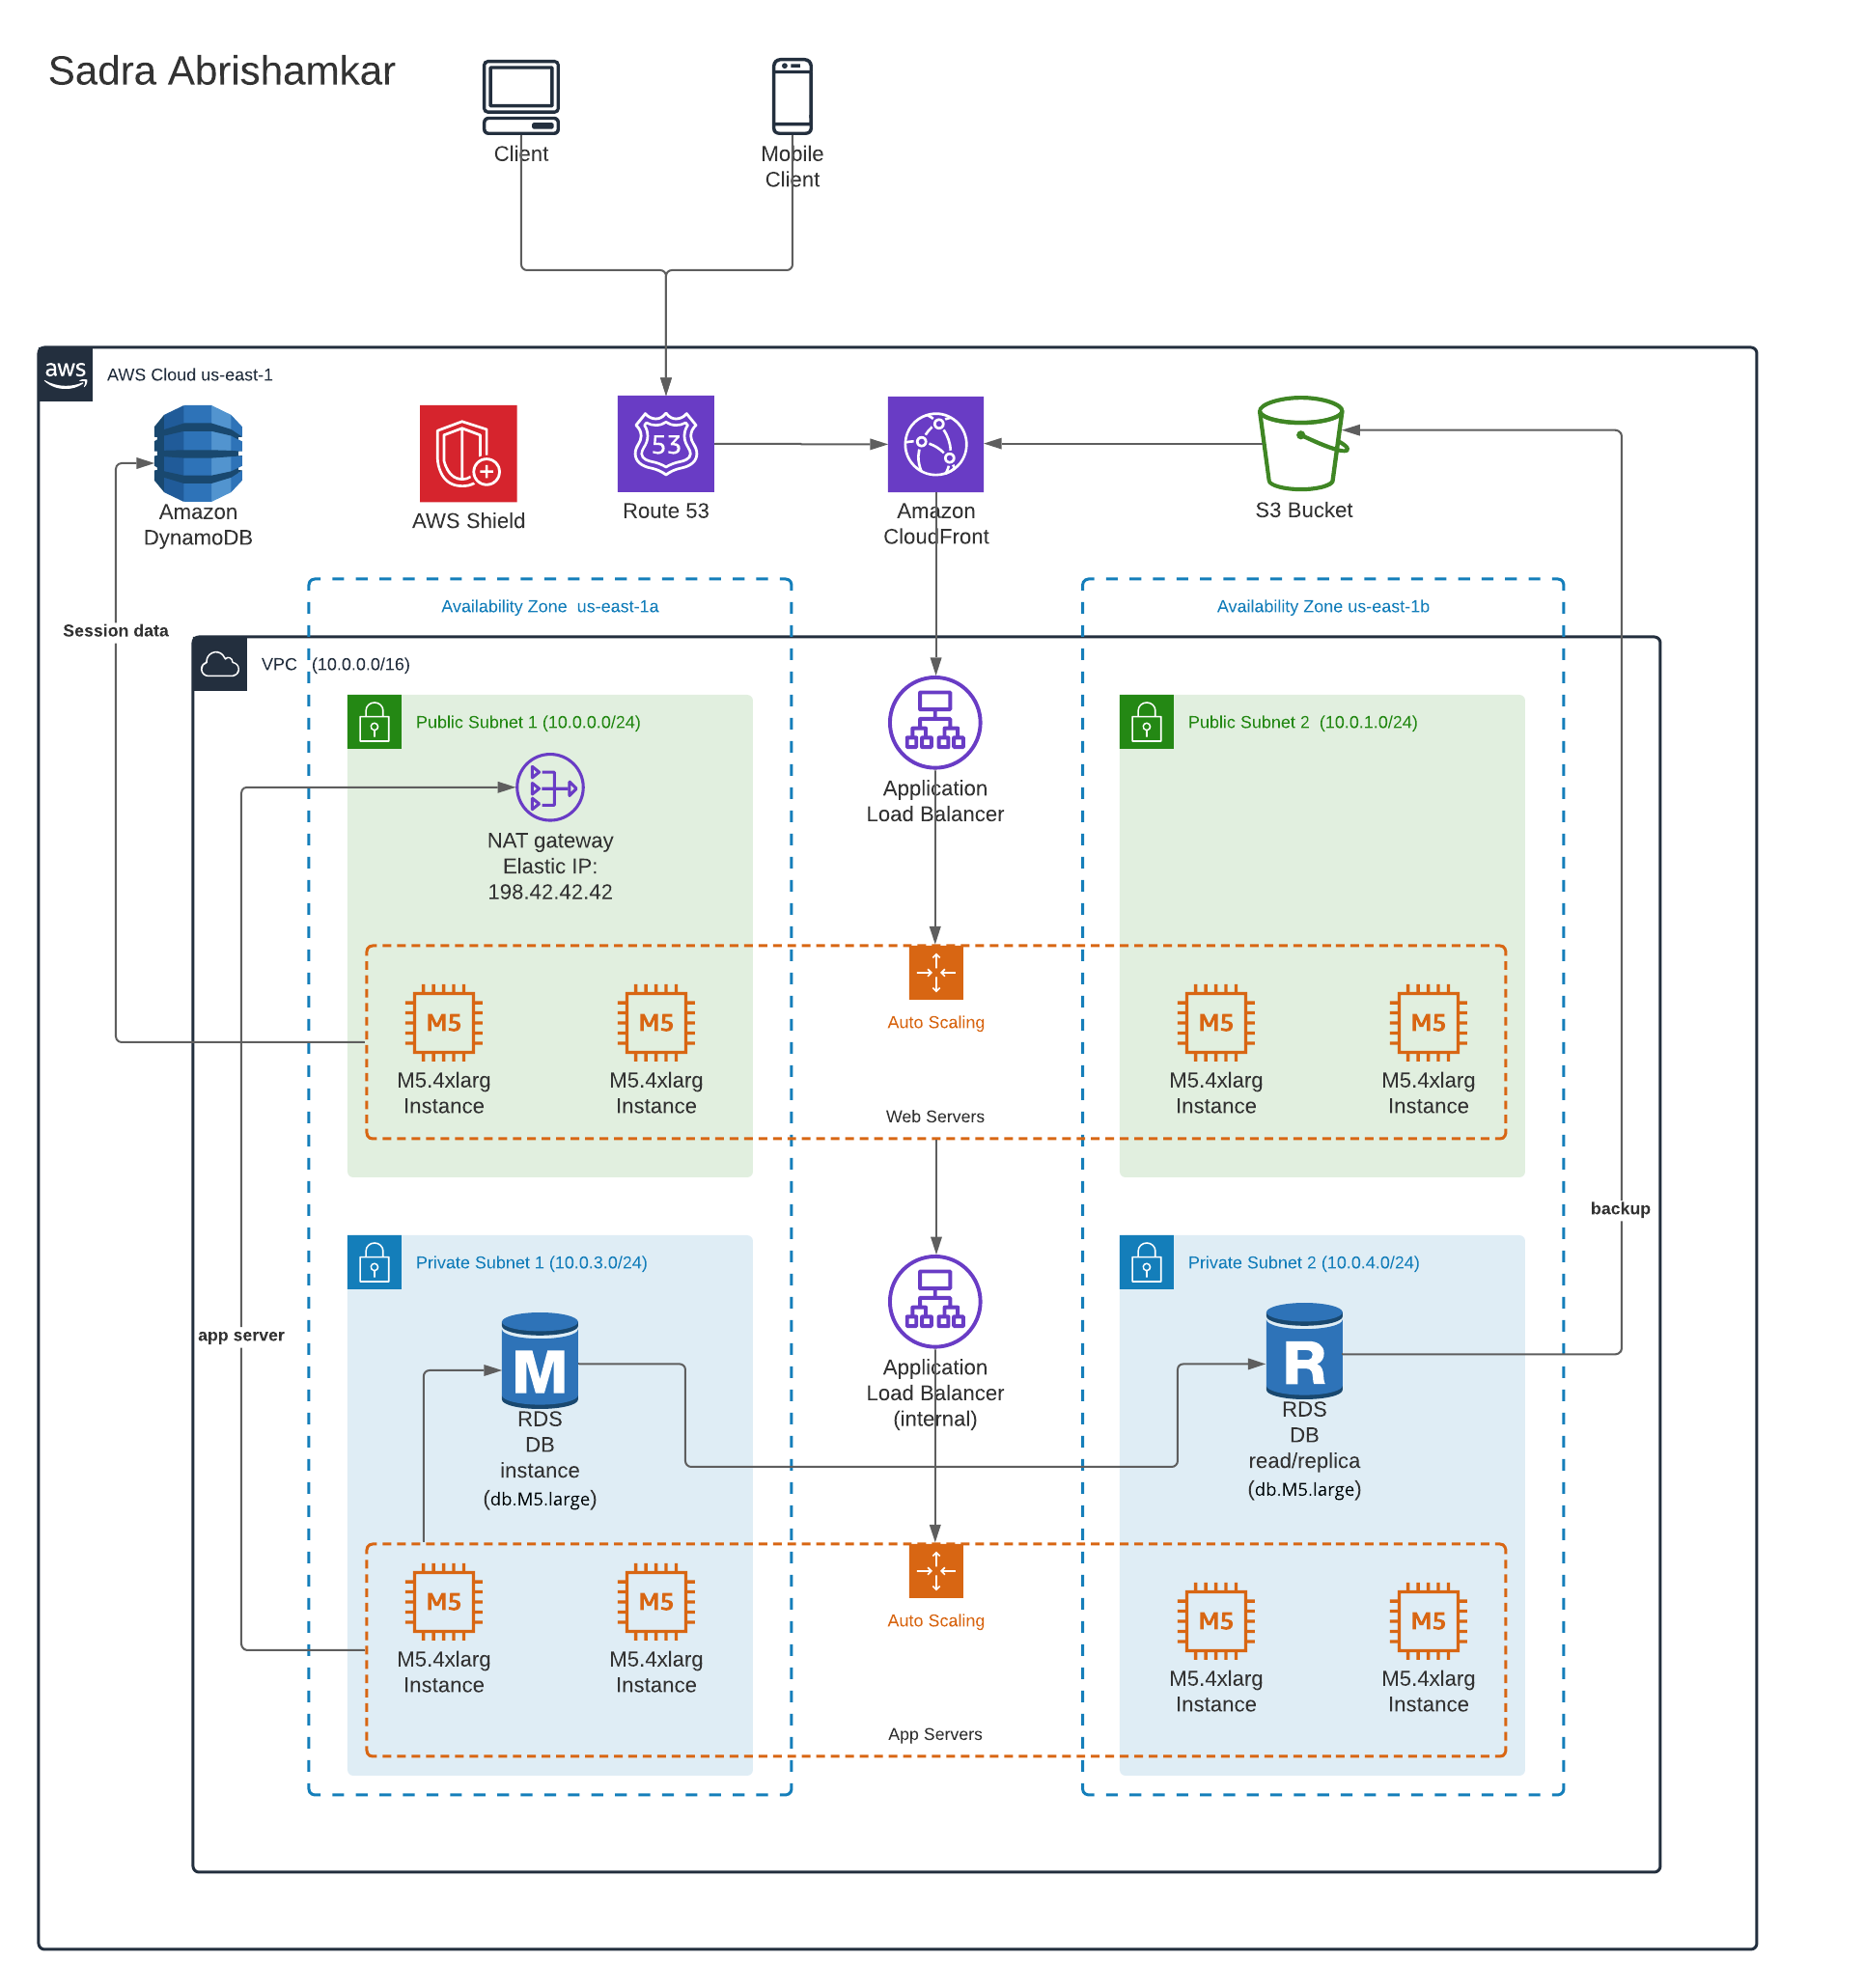 Sadra Abrishamkar
Client
Mobile
Client
aws
AWS Cloud us-east-1
53
Amazon
DynamoDB
AWS Shield
Route 53
Amazon
CloudFront
S3 Bucket
Availability Zone  us-east-1a
Availability Zone us-east-1b
Session data
VPC   (10.0.0.0/16)
Public Subnet 1 (10.0.0.0/24)
Public Subnet 2  (10.0.1.0/24)
Application
Load Balancer
NAT gateway
Elastic IP:
198.42.42.42
M5
M5
Auto Scaling
M5
M5
M5.4xlarg
Instance
M5.4xlarg
Instance
M5.4xlarg
Instance
M5.4xlarg
Instance
Web Servers
backup
Private Subnet 1 (10.0.3.0/24)
Private Subnet 2 (10.0.4.0/24)
app server
M
RDS
DB
instance
(db.M5.large)
Application
Load Balancer
(internal)
R
RDS
DB
read/replica
(db.M5.large)
M5
M5
Auto Scaling
M5
M5
M5.4xlarg
Instance
M5.4xlarg
Instance
M5.4xlarg
Instance
M5.4xlarg
Instance
App Servers